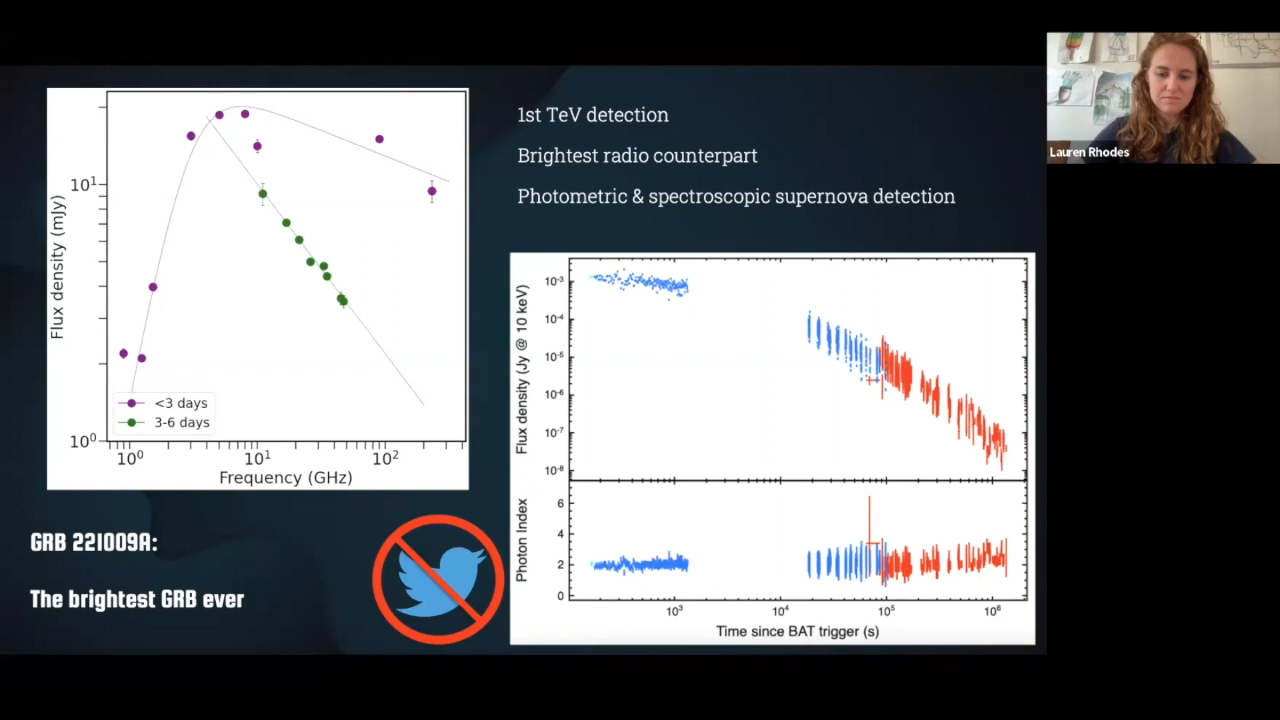 1st TeV detection
Brightest radio counterpart
Photometric & spectroscopic supernova detection
Lauren Rhodes
Flux density (mJy)
10¹
10⁰
<3 days
3-6 days
10⁰ 10¹ 10²
Frequency (GHz)
GRB 221009A:
The brightest GRB ever
Flux density (Jy @ 10 keV)
10⁻³
10⁻⁴
10⁻⁵
10⁻⁶
10⁻⁷
10⁻⁸
Photon Index
6
4
2
0
10³ 10⁴ 10⁵ 10⁶
Time since BAT trigger (s)